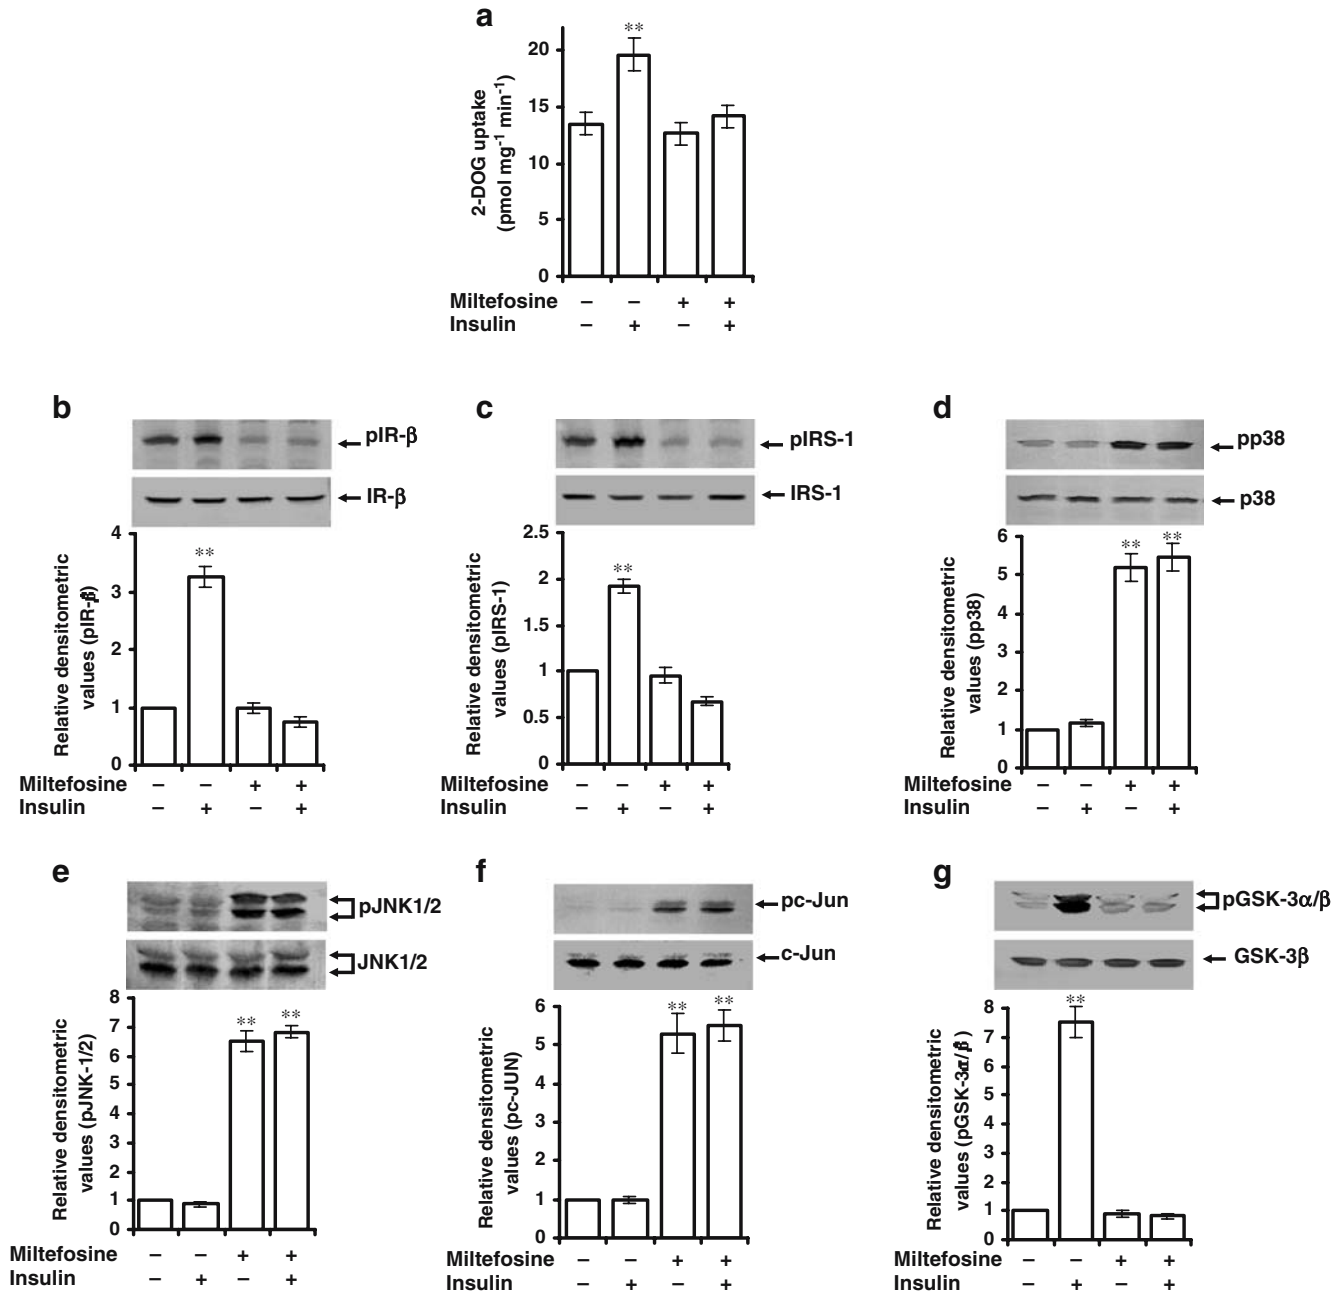 a
**
20
15
10
5
0
2-DOG uptake
(pmol mg⁻¹ min⁻¹)
Miltefosine – – + +
Insulin – + – +
b
pIR-β
IR-β
4
3
2
1
0
**
Relative densitometric
values (pIR-β)
Miltefosine – – + +
Insulin – + – +
c
pIRS-1
IRS-1
2.5
2
1.5
1
0.5
0
**
Relative densitometric
values (pIRS-1)
Miltefosine – – + +
Insulin – + – +
d
pp38
p38
6
5
4
3
2
1
0
** **
Relative densitometric
values (pp38)
Miltefosine – – + +
Insulin – + – +
e
pJNK1/2
JNK1/2
8
7
6
5
4
3
2
1
0
** **
Relative densitometric
values (pJNK-1/2)
Miltefosine – – + +
Insulin – + – +
f
pc-Jun
c-Jun
6
5
4
3
2
1
0
** **
Relative densitometric
values (pc-JUN)
Miltefosine – – + +
Insulin – + – +
g
pGSK-3α/β
GSK-3β
8
7
6
5
4
3
2
1
0
**
Relative densitometric
values (pGSK-3α/β)
Miltefosine – – + +
Insulin – + – +